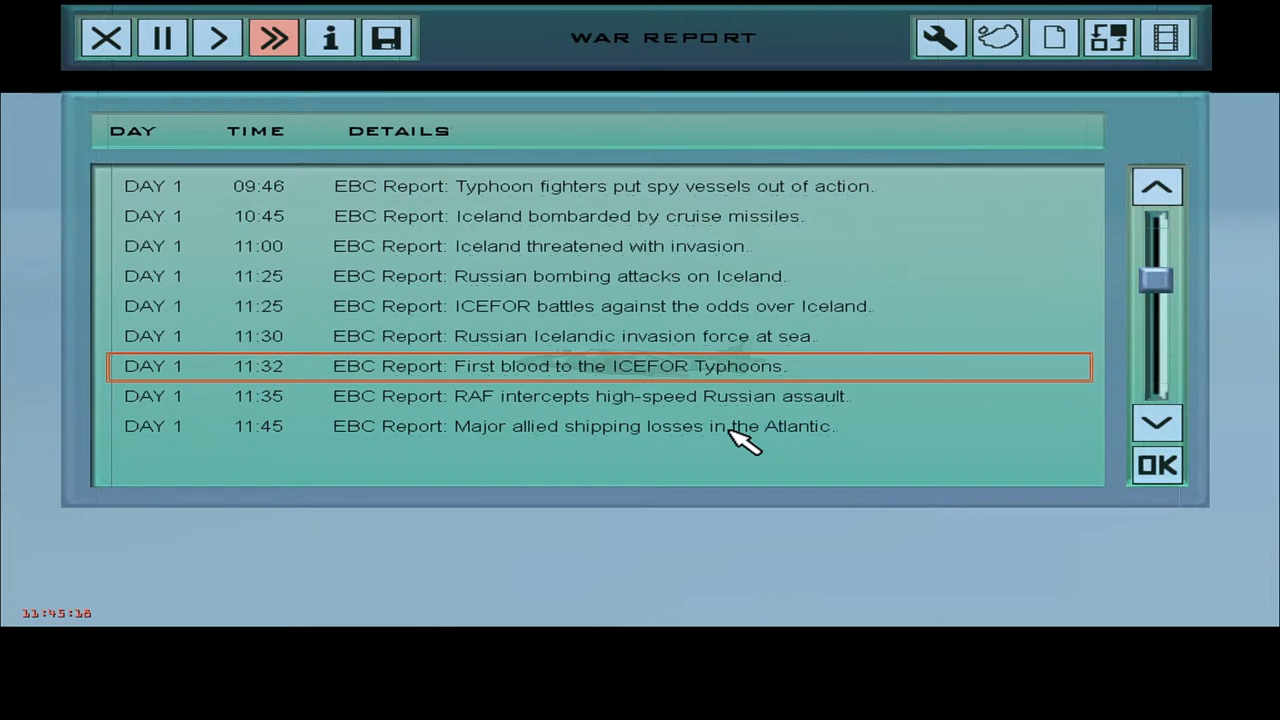 WAR REPORT
DAY TIME DETAILS
DAY 1 09:46 EBC Report: Typhoon fighters put spy vessels out of action..
DAY 1 10:45 EBC Report: Iceland bombarded by cruise missiles..
DAY 1 11:00 EBC Report: Iceland threatened with invasion..
DAY 1 11:25 EBC Report: Russian bombing attacks on Iceland..
DAY 1 11:25 EBC Report: ICEFOR battles against the odds over Iceland..
DAY 1 11:30 EBC Report: Russian Icelandic invasion force at sea..
DAY 1 11:32 EBC Report: First blood to the ICEFOR Typhoons..
DAY 1 11:35 EBC Report: RAF intercepts high-speed Russian assault..
DAY 1 11:45 EBC Report: Major allied shipping losses in the Atlantic..
OK
11:45:18